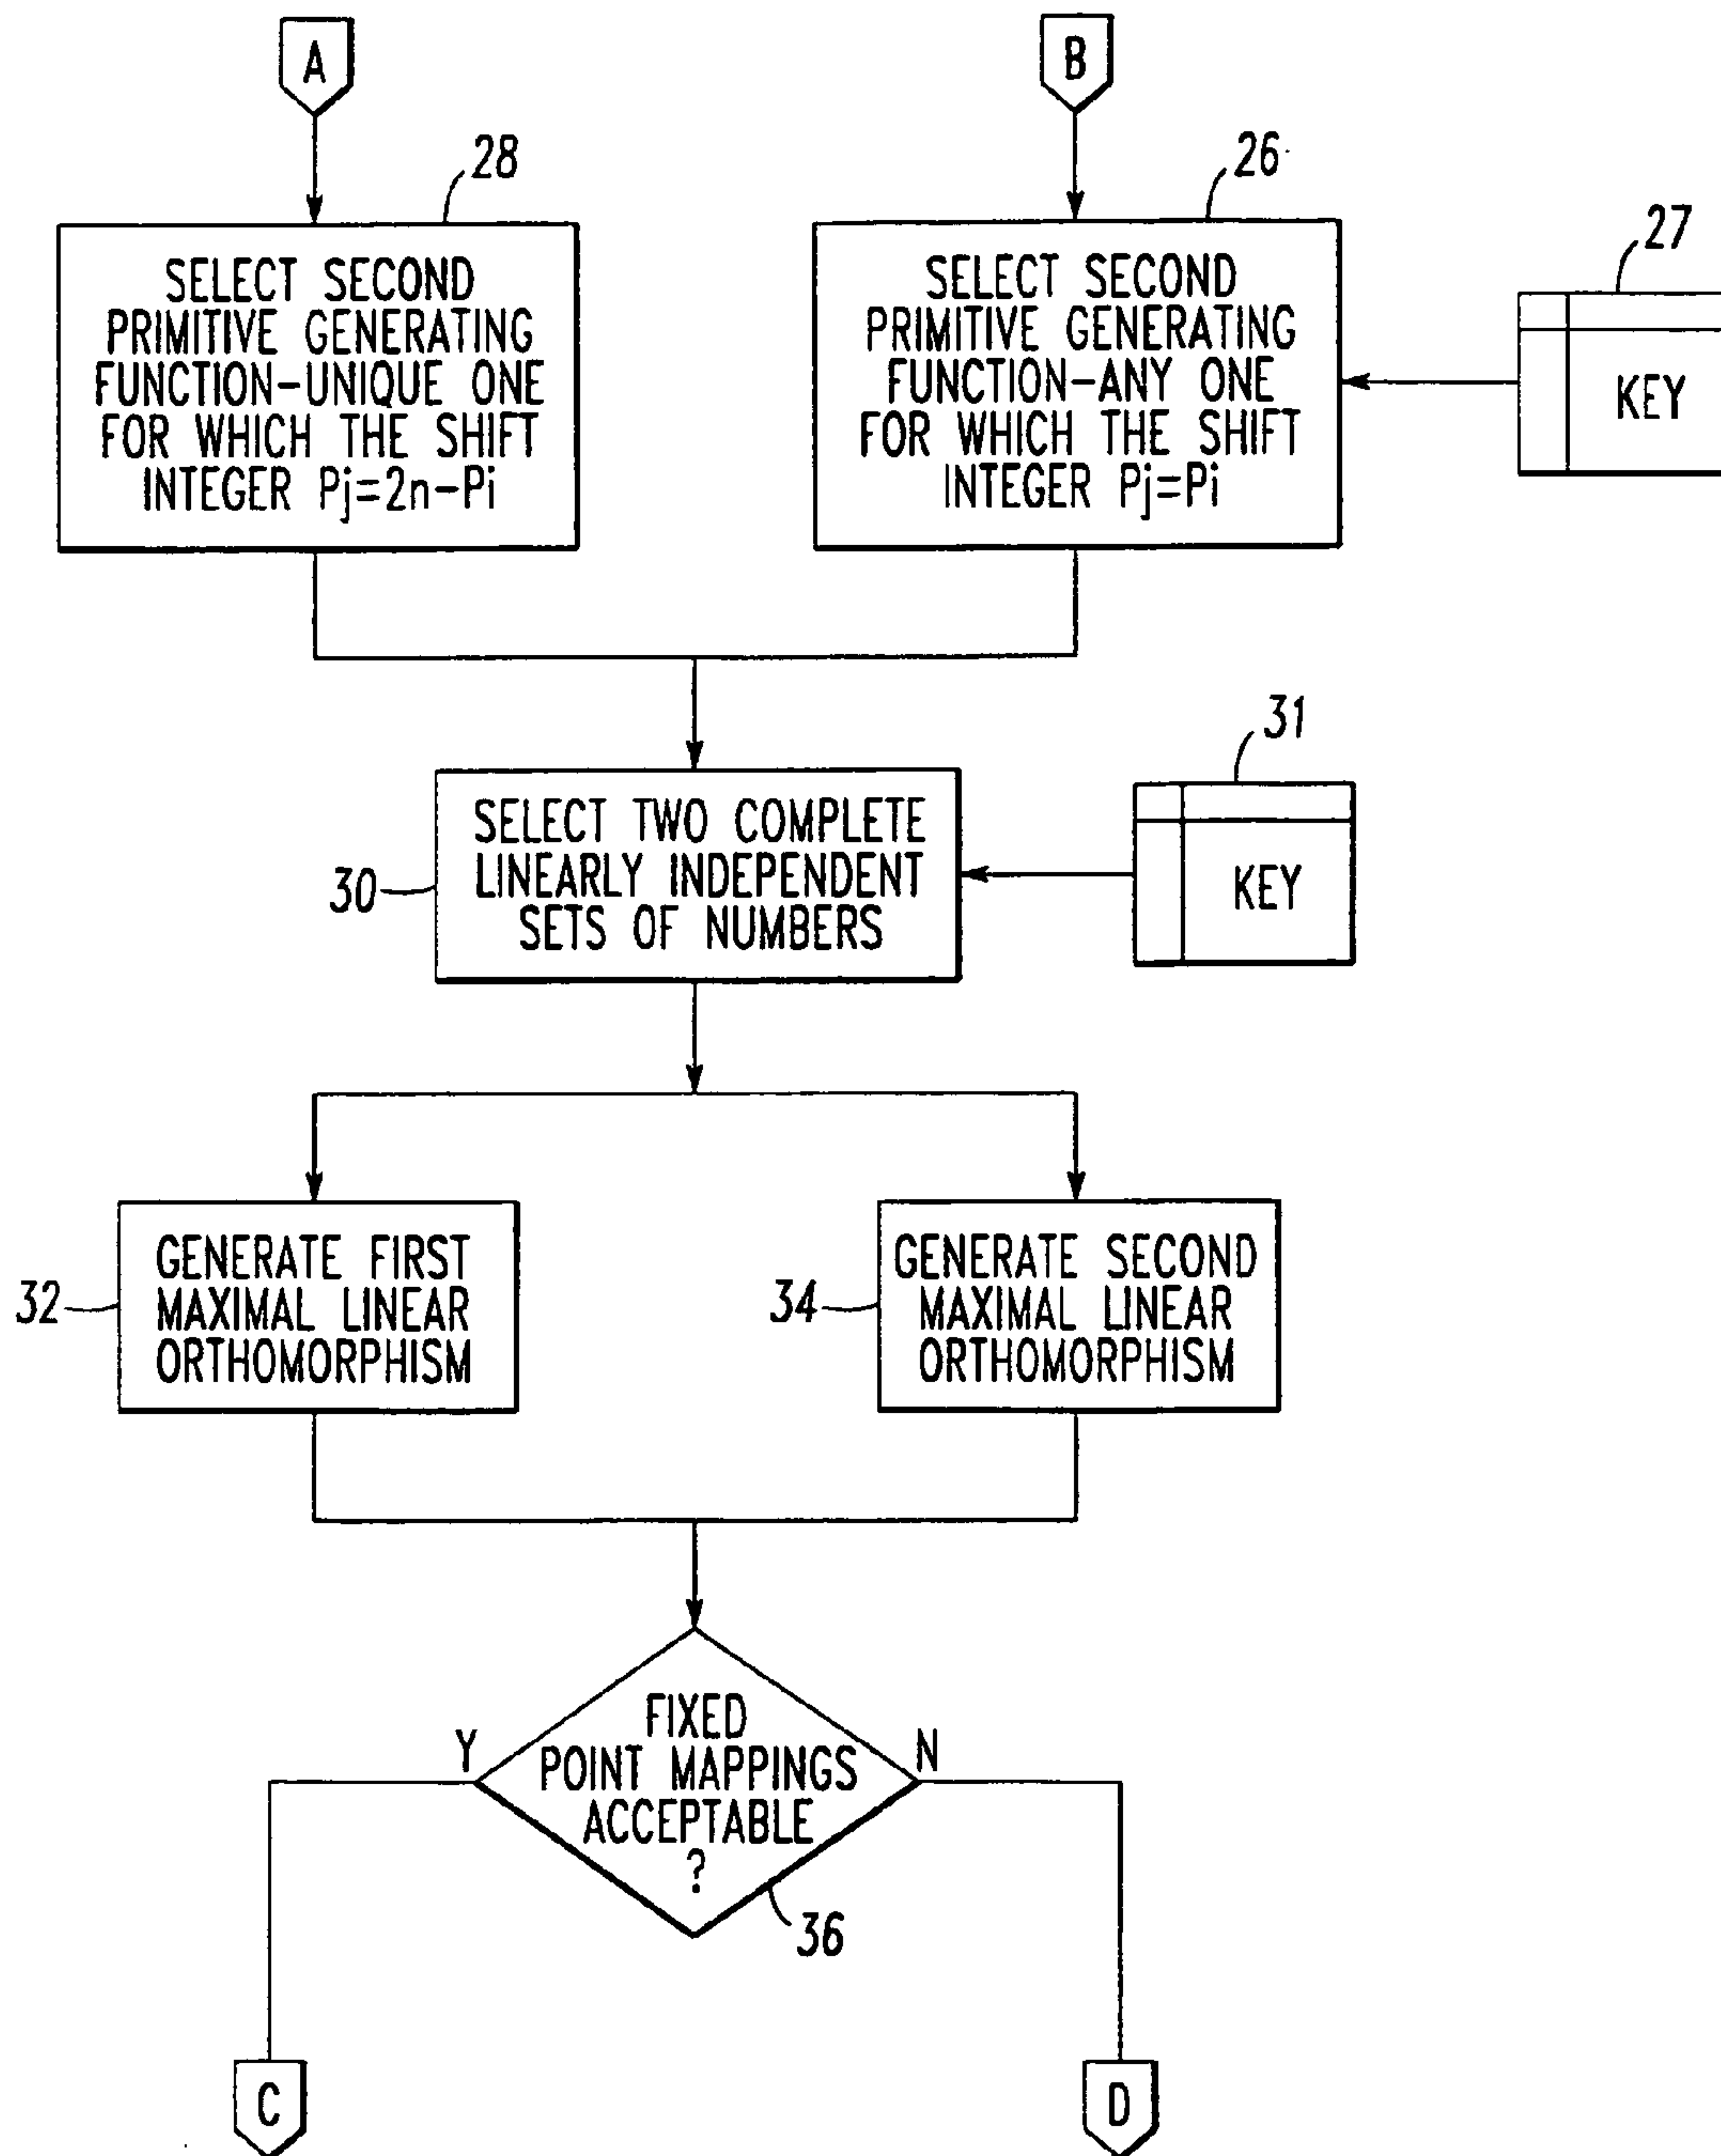 A
B
28
26
27
SELECT SECOND
PRIMITIVE GENERATING
FUNCTION-UNIQUE ONE
FOR WHICH THE SHIFT
INTEGER Pj=2n-Pi
SELECT SECOND
PRIMITIVE GENERATING
FUNCTION-ANY ONE
FOR WHICH THE SHIFT
INTEGER Pj=Pi
KEY
31
30
SELECT TWO COMPLETE
LINEARLY INDEPENDENT
SETS OF NUMBERS
KEY
32
GENERATE FIRST
MAXIMAL LINEAR
ORTHOMORPHISM
34
GENERATE SECOND
MAXIMAL LINEAR
ORTHOMORPHISM
Y
FIXED
POINT MAPPINGS
ACCEPTABLE
?
N
36
C
D